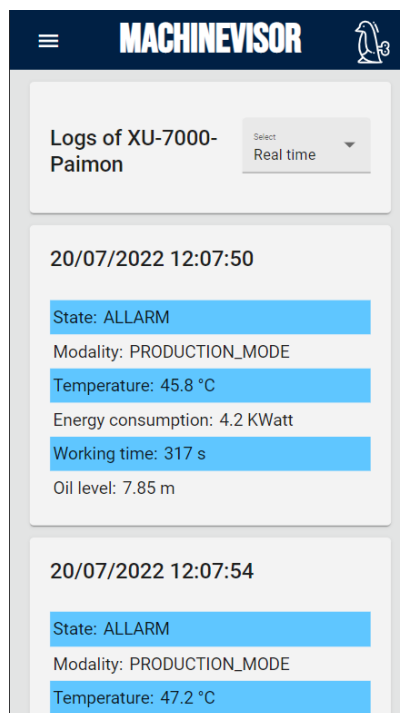 MACHINEVISOR
3
Logs of XU-7000-
Paimon
Select
Real time
20/07/2022 12:07:50
State: ALLARM
Modality: PRODUCTION_MODE
Temperature: 45.8 °C
Energy consumption: 4.2 KWatt
Working time: 317 s
Oil level: 7.85 m
20/07/2022 12:07:54
State: ALLARM
Modality: PRODUCTION_MODE
Temperature: 47.2 °C